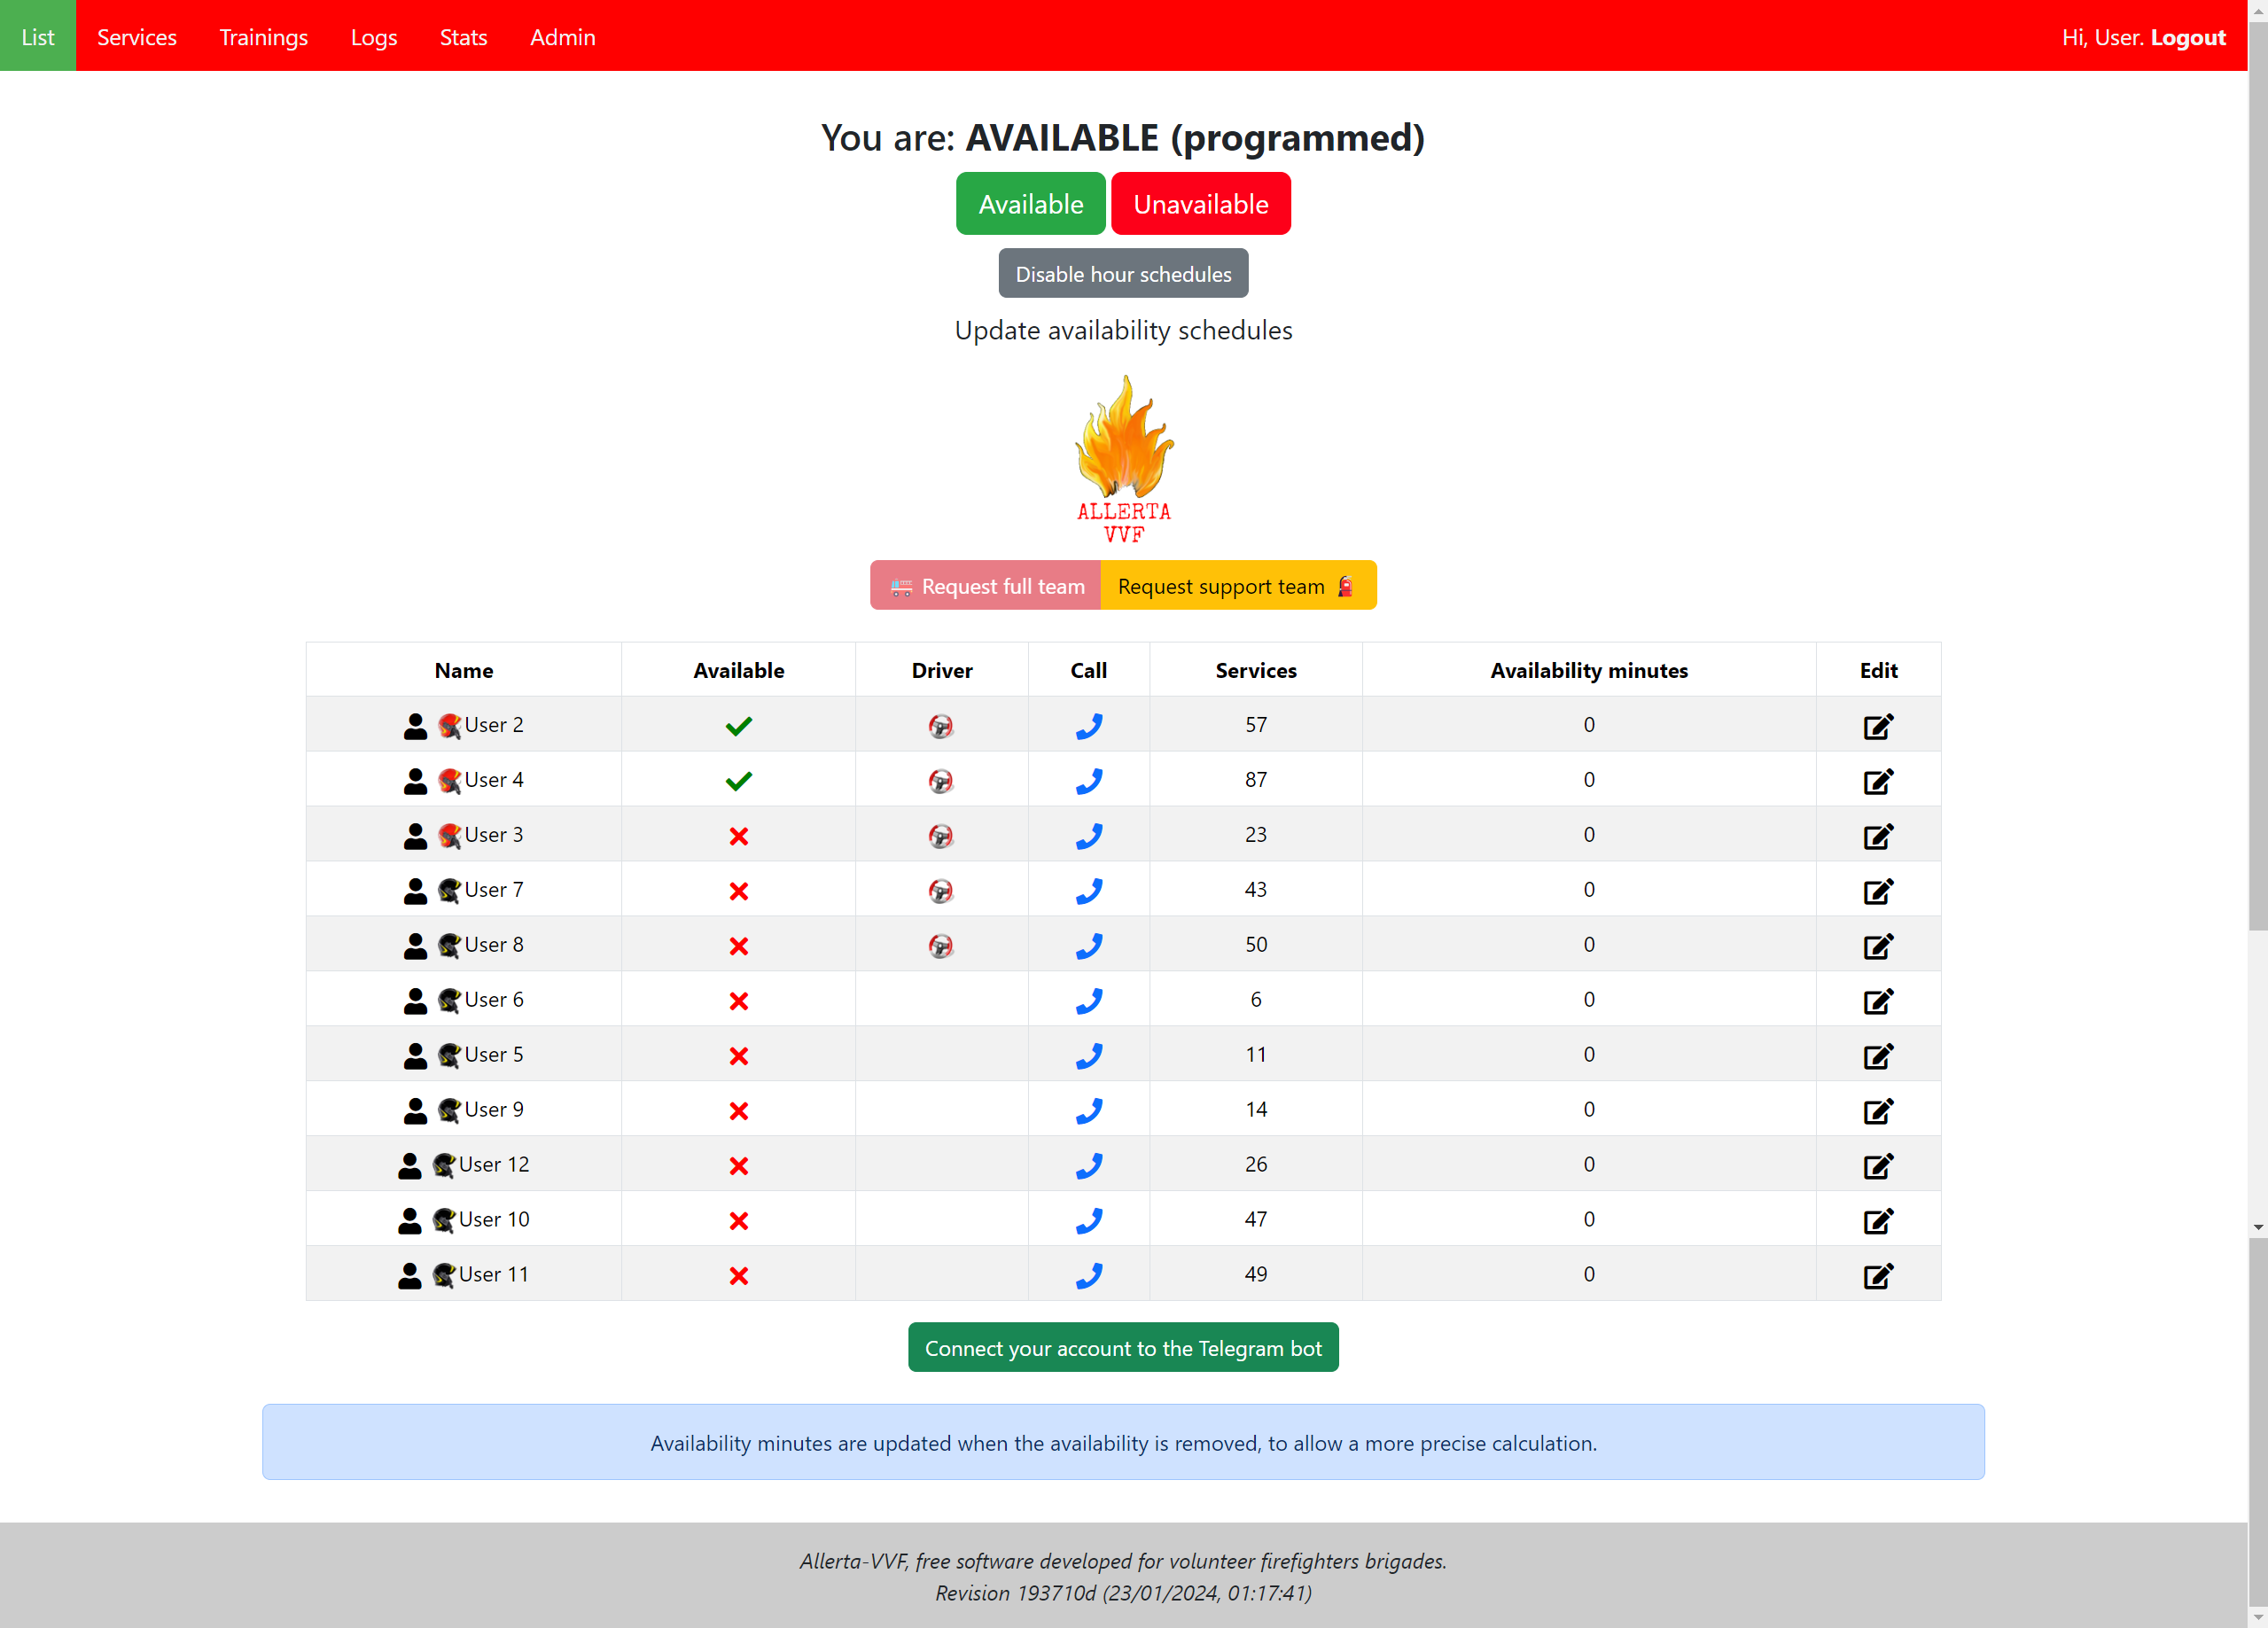 List Services Trainings Logs Stats Admin Hi, User. Logout
You are: AVAILABLE (programmed)
Available Unavailable
Disable hour schedules
Update availability schedules
ALLERTA
VVF
Request full team Request support team
Name Available Driver Call Services Availability minutes Edit
User 2 57 0
User 4 87 0
User 3 23 0
User 7 43 0
User 8 50 0
User 6 6 0
User 5 11 0
User 9 14 0
User 12 26 0
User 10 47 0
User 11 49 0
Connect your account to the Telegram bot
Availability minutes are updated when the availability is removed, to allow a more precise calculation.
Allerta-VVF, free software developed for volunteer firefighters brigades.
Revision 193710d (23/01/2024, 01:17:41)